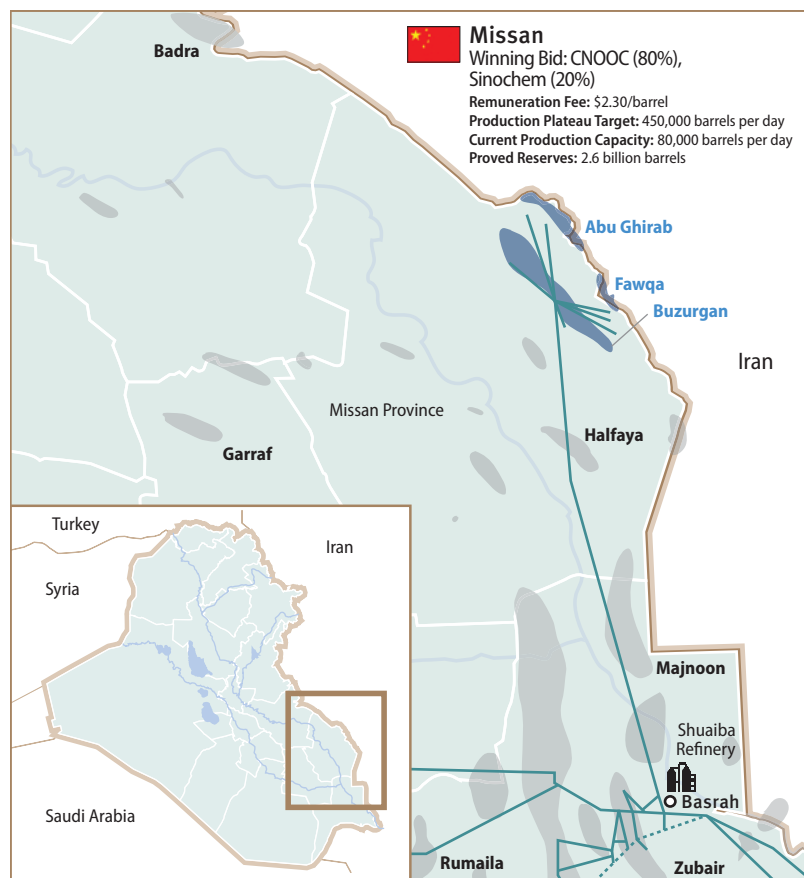 Missan
Winning Bid: CNOOC (80%),
Sinochem (20%)
Remuneration Fee: $2.30/barrel
Production Plateau Target: 450,000 barrels per day
Current Production Capacity: 80,000 barrels per day
Proved Reserves: 2.6 billion barrels
Badra
Abu Ghirab
Fawqa
Buzurgan
Iran
Missan Province
Halfaya
Garraf
Turkey
Iran
Syria
Saudi Arabia
Majnoon
Shuaiba
Refinery
Basrah
Rumaila
Zubair